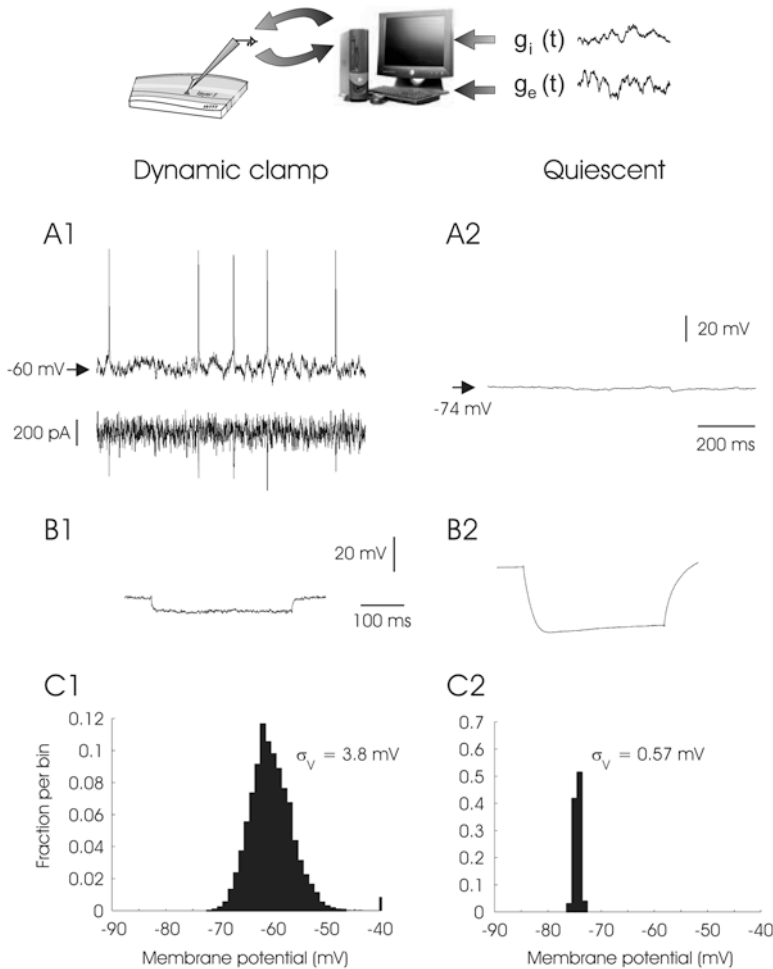 g_i (t)
g_e (t)
Dynamic clamp
Quiescent
A1
A2
-60 mV
20 mV
-74 mV
200 pA
200 ms
B1
B2
20 mV
100 ms
C1
C2
σ_V = 3.8 mV
σ_V = 0.57 mV
Fraction per bin
0.12
0.1
0.08
0.06
0.04
0.02
0
0.7
0.6
0.5
0.4
0.3
0.2
0.1
0
-90 -80 -70 -60 -50 -40
-90 -80 -70 -60 -50 -40
Membrane potential (mV)
Membrane potential (mV)